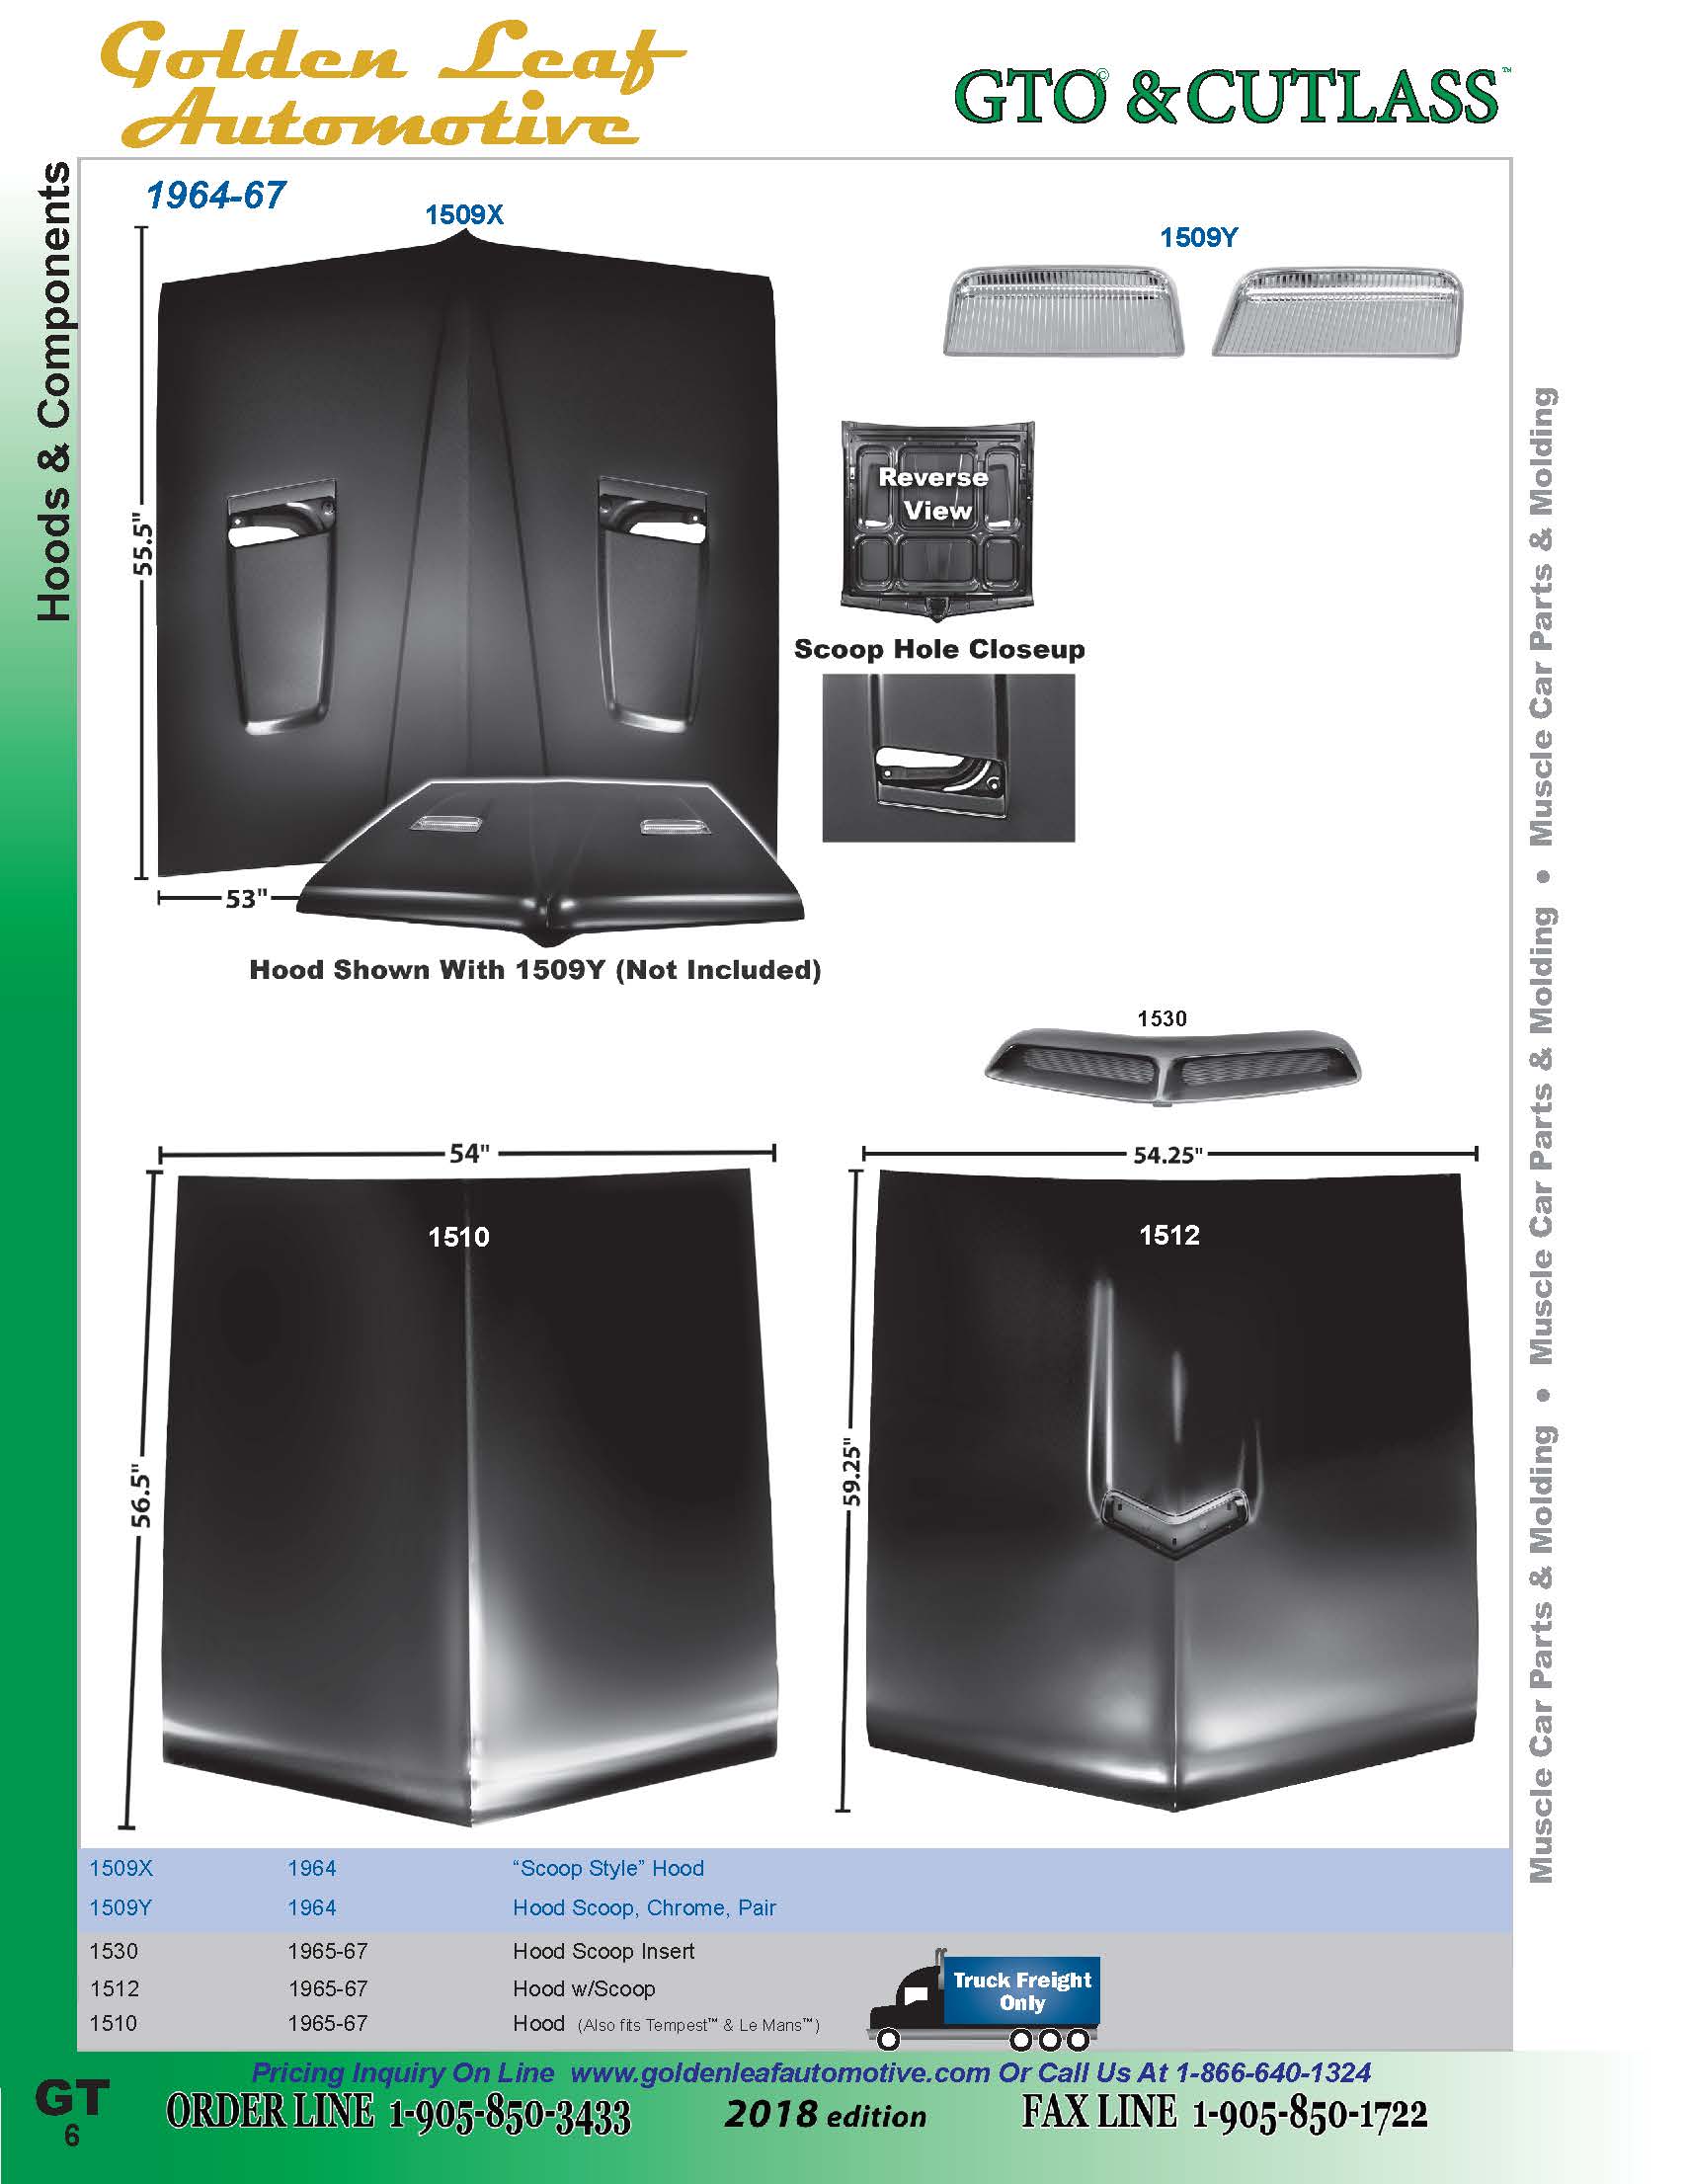 Golden Leaf
Automotive
GTO© & CUTLASS™
Hoods & Components
1964-67
1509X
1509Y
55.5"
Reverse
View
Scoop Hole Closeup
53"
Hood Shown With 1509Y (Not Included)
1530
54"
54.25"
1510
1512
56.5"
59.25"
Muscle Car Parts & Molding • Muscle Car Parts & Molding • Muscle Car Parts & Molding
1509X 1964 “Scoop Style” Hood
1509Y 1964 Hood Scoop, Chrome, Pair
1530 1965-67 Hood Scoop Insert
1512 1965-67 Hood w/Scoop
1510 1965-67 Hood (Also fits Tempest™ & Le Mans™)
Truck Freight
Only
Pricing Inquiry On Line www.goldenleafautomotive.com Or Call Us At 1-866-640-1324
ORDER LINE 1-905-850-3433 2018 edition FAX LINE 1-905-850-1722
GT
6